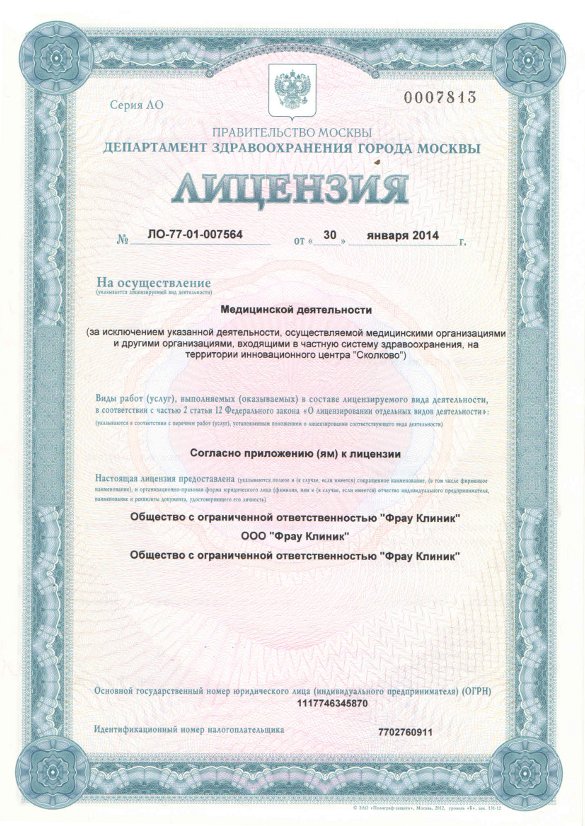 Серия ЛО
0007813
ПРАВИТЕЛЬСТВО МОСКВЫ
ДЕПАРТАМЕНТ ЗДРАВООХРАНЕНИЯ ГОРОДА МОСКВЫ
ЛИЦЕНЗИЯ
№ ЛО-77-01-007564 от « 30 » января 2014 г.
На осуществление
(указывается лицензируемый вид деятельности)
Медицинской деятельности
(за исключением указанной деятельности, осуществляемой медицинскими организациями
и другими организациями, входящими в частную систему здравоохранения, на
территории инновационного центра "Сколково")
Виды работ (услуг), выполняемых (оказываемых) в составе лицензируемого вида деятельности,
в соответствии с частью 2 статьи 12 Федерального закона «О лицензировании отдельных видов деятельности»:
(указываются в соответствии с перечнем работ (услуг), установленным положением о лицензировании соответствующего вида деятельности)
Согласно приложению (ям) к лицензии
Настоящая лицензия предоставлена (указывается полное и (в случае, если имеется) сокращенное наименование, (в том числе фирменное
наименование), и организационно-правовая форма юридического лица (фамилия, имя и (в случае, если имеется) отчество индивидуального предпринимателя,
наименование и реквизиты документа, удостоверяющего его личность)
Общество с ограниченной ответственностью "Фрау Клиник"
ООО "Фрау Клиник"
Общество с ограниченной ответственностью "Фрау Клиник"
Основной государственный номер юридического лица (индивидуального предпринимателя) (ОГРН)
1117746345870
Идентификационный номер налогоплательщика 7702760911